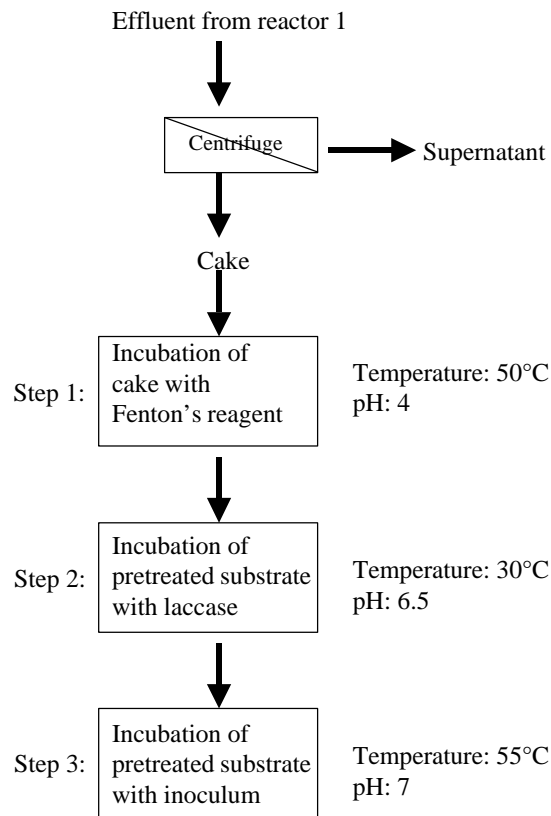 Effluent from reactor 1
Centrifuge
Supernatant
Cake
Step 1:
Incubation of
cake with
Fenton’s reagent
Temperature: 50°C
pH: 4
Step 2:
Incubation of
pretreated substrate
with laccase
Temperature: 30°C
pH: 6.5
Step 3:
Incubation of
pretreated substrate
with inoculum
Temperature: 55°C
pH: 7